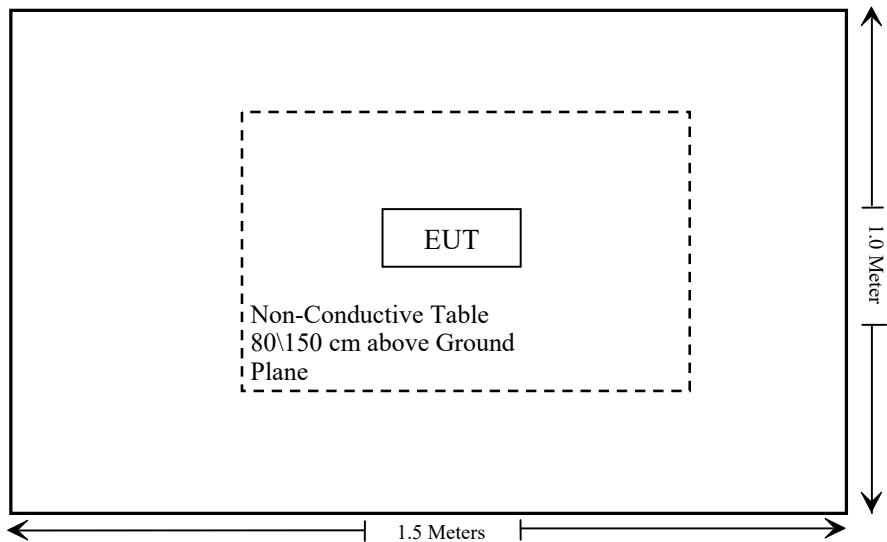 EUT
Non-Conductive Table
80\150 cm above Ground
Plane
1.0 Meter
1.5 Meters